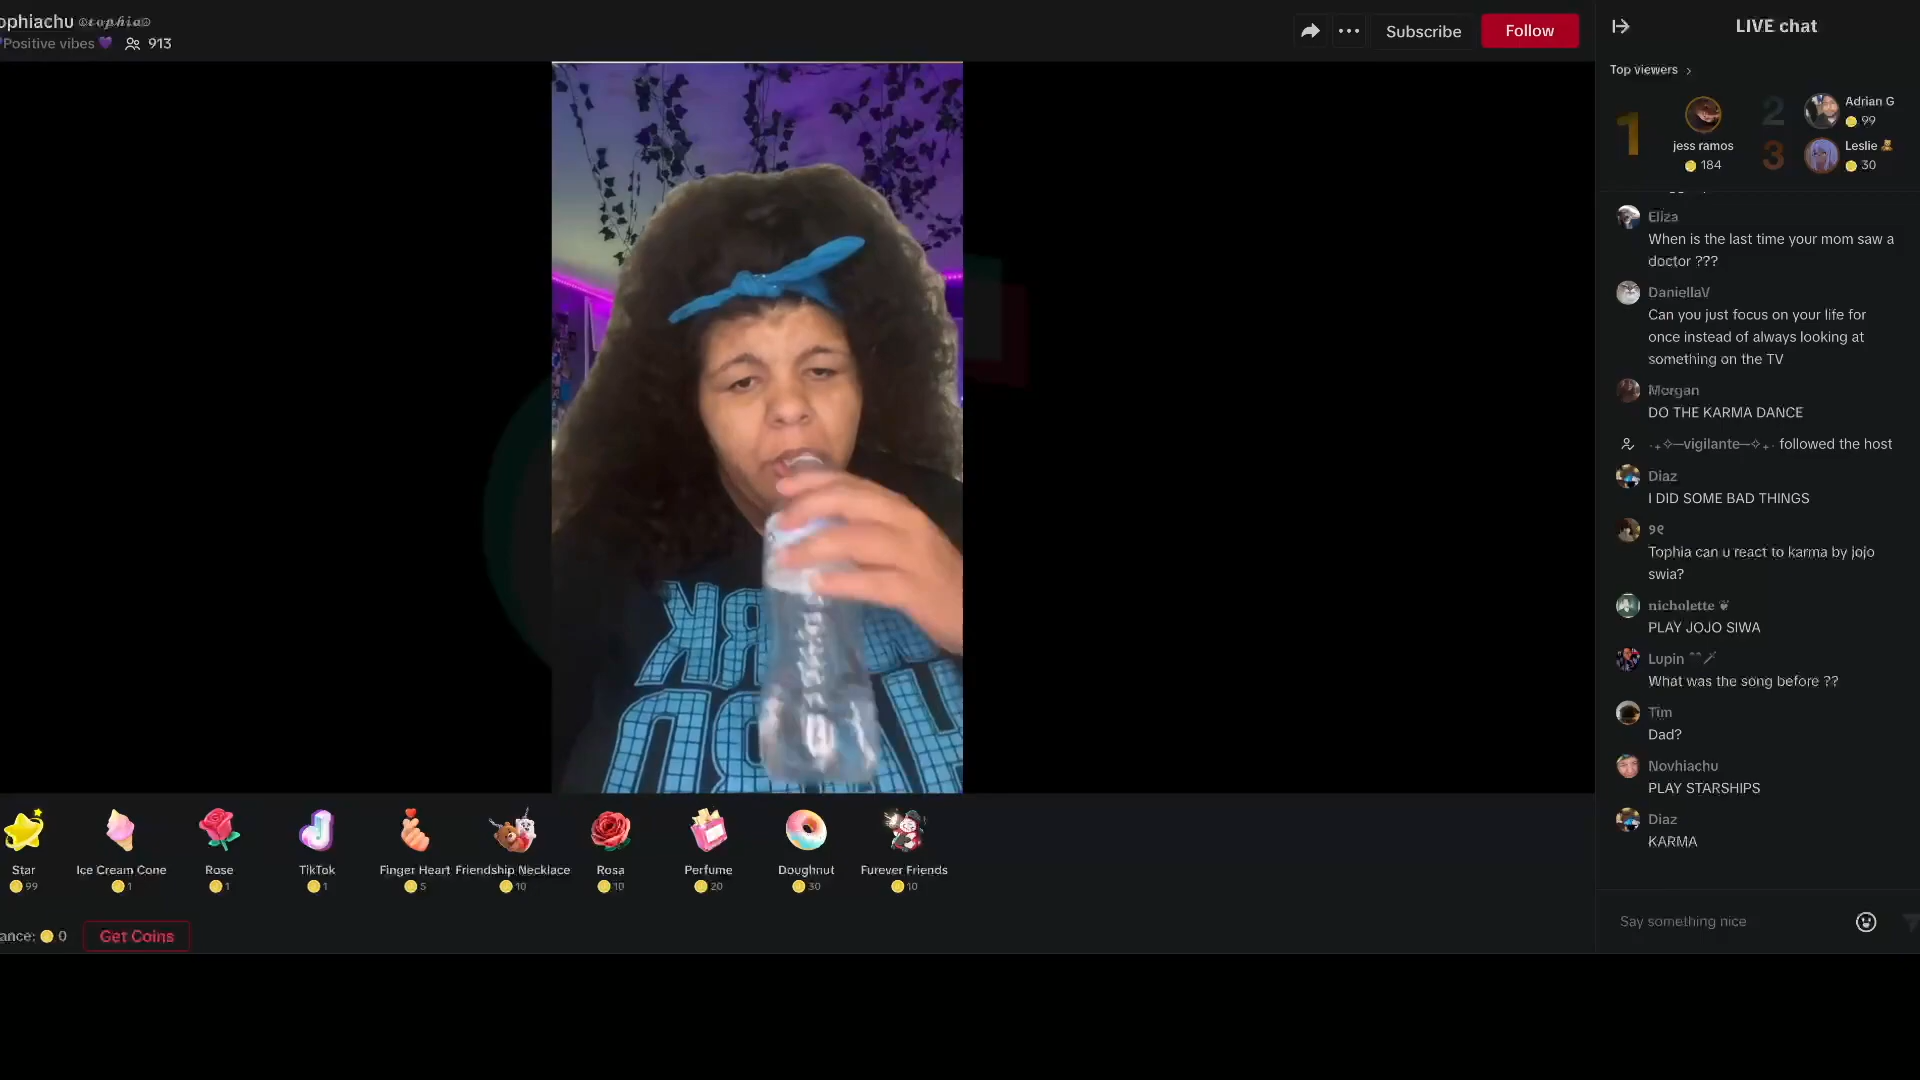 ophiachu @tophia
Positive vibes 💜 913
Subscribe
Follow
LIVE chat
Top viewers >
1
jess ramos
184
2
Adrian G
99
3
Leslie 🧸
30
Eliza
When is the last time your mom saw a
doctor ???
DaniellaV
Can you just focus on your life for
once instead of always looking at
something on the TV
Morgan
DO THE KARMA DANCE
vigilante followed the host
Diaz
I DID SOME BAD THINGS
Tophia can u react to karma by jojo
swia?
nicholette
PLAY JOJO SIWA
Lupin
What was the song before ??
Tim
Dad?
Novhiachu
PLAY STARSHIPS
Diaz
KARMA
Star
99
Ice Cream Cone
1
Rose
1
TikTok
1
Finger Heart
5
Friendship Necklace
10
Rosa
10
Perfume
20
Doughnut
30
Furever Friends
10
ance: 0
Get Coins
Say something nice